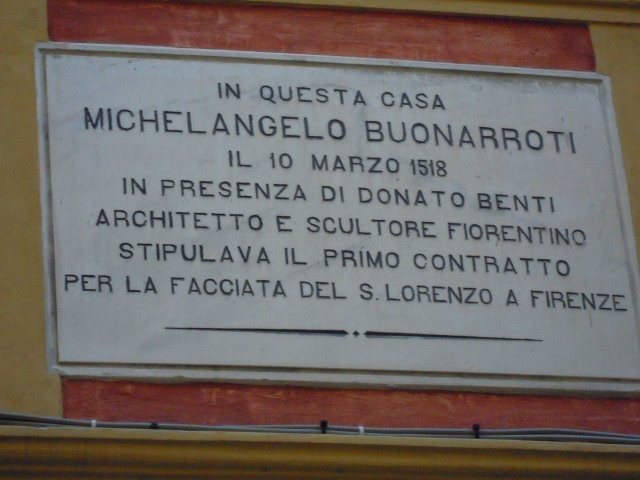 IN QUESTA CASA
MICHELANGELO BUONARROTI
IL 10 MARZO 1518
IN PRESENZA DI DONATO BENTI
ARCHITETTO E SCULTORE FIORENTINO
STIPULAVA IL PRIMO CONTRATTO
PER LA FACCIATA DEL S. LORENZO A FIRENZE